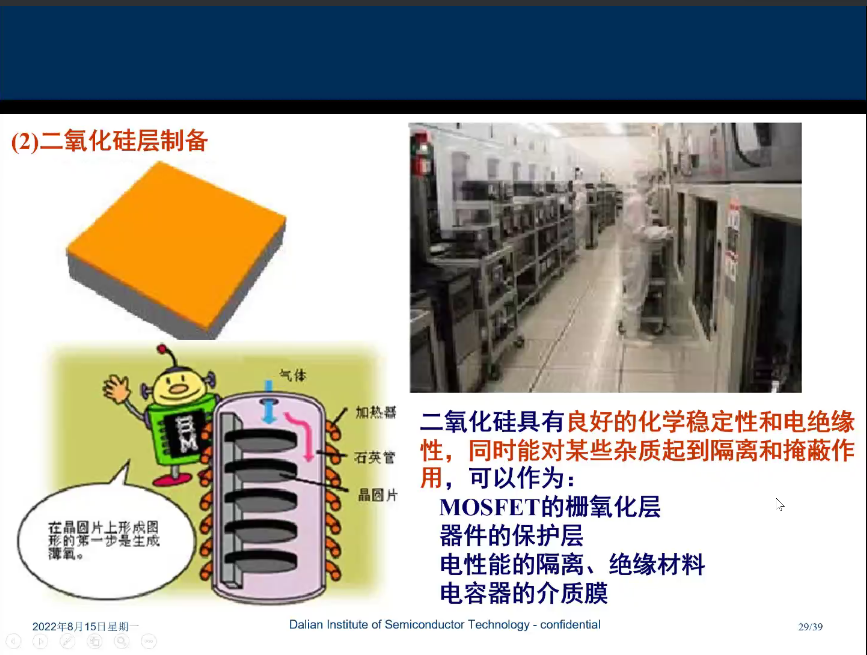 (2)二氧化硅层制备
气体
加热器
石英管
晶圆片
在晶圆片上形成图
形的第一步是生成
薄氧。
二氧化硅具有良好的化学稳定性和电绝缘
性，同时能对某些杂质起到隔离和掩蔽作
用，可以作为：
MOSFET的栅氧化层
器件的保护层
电性能的隔离、绝缘材料
电容器的介质膜
2022年8月15日星期一
Dalian Institute of Semiconductor Technology - confidential
29/39